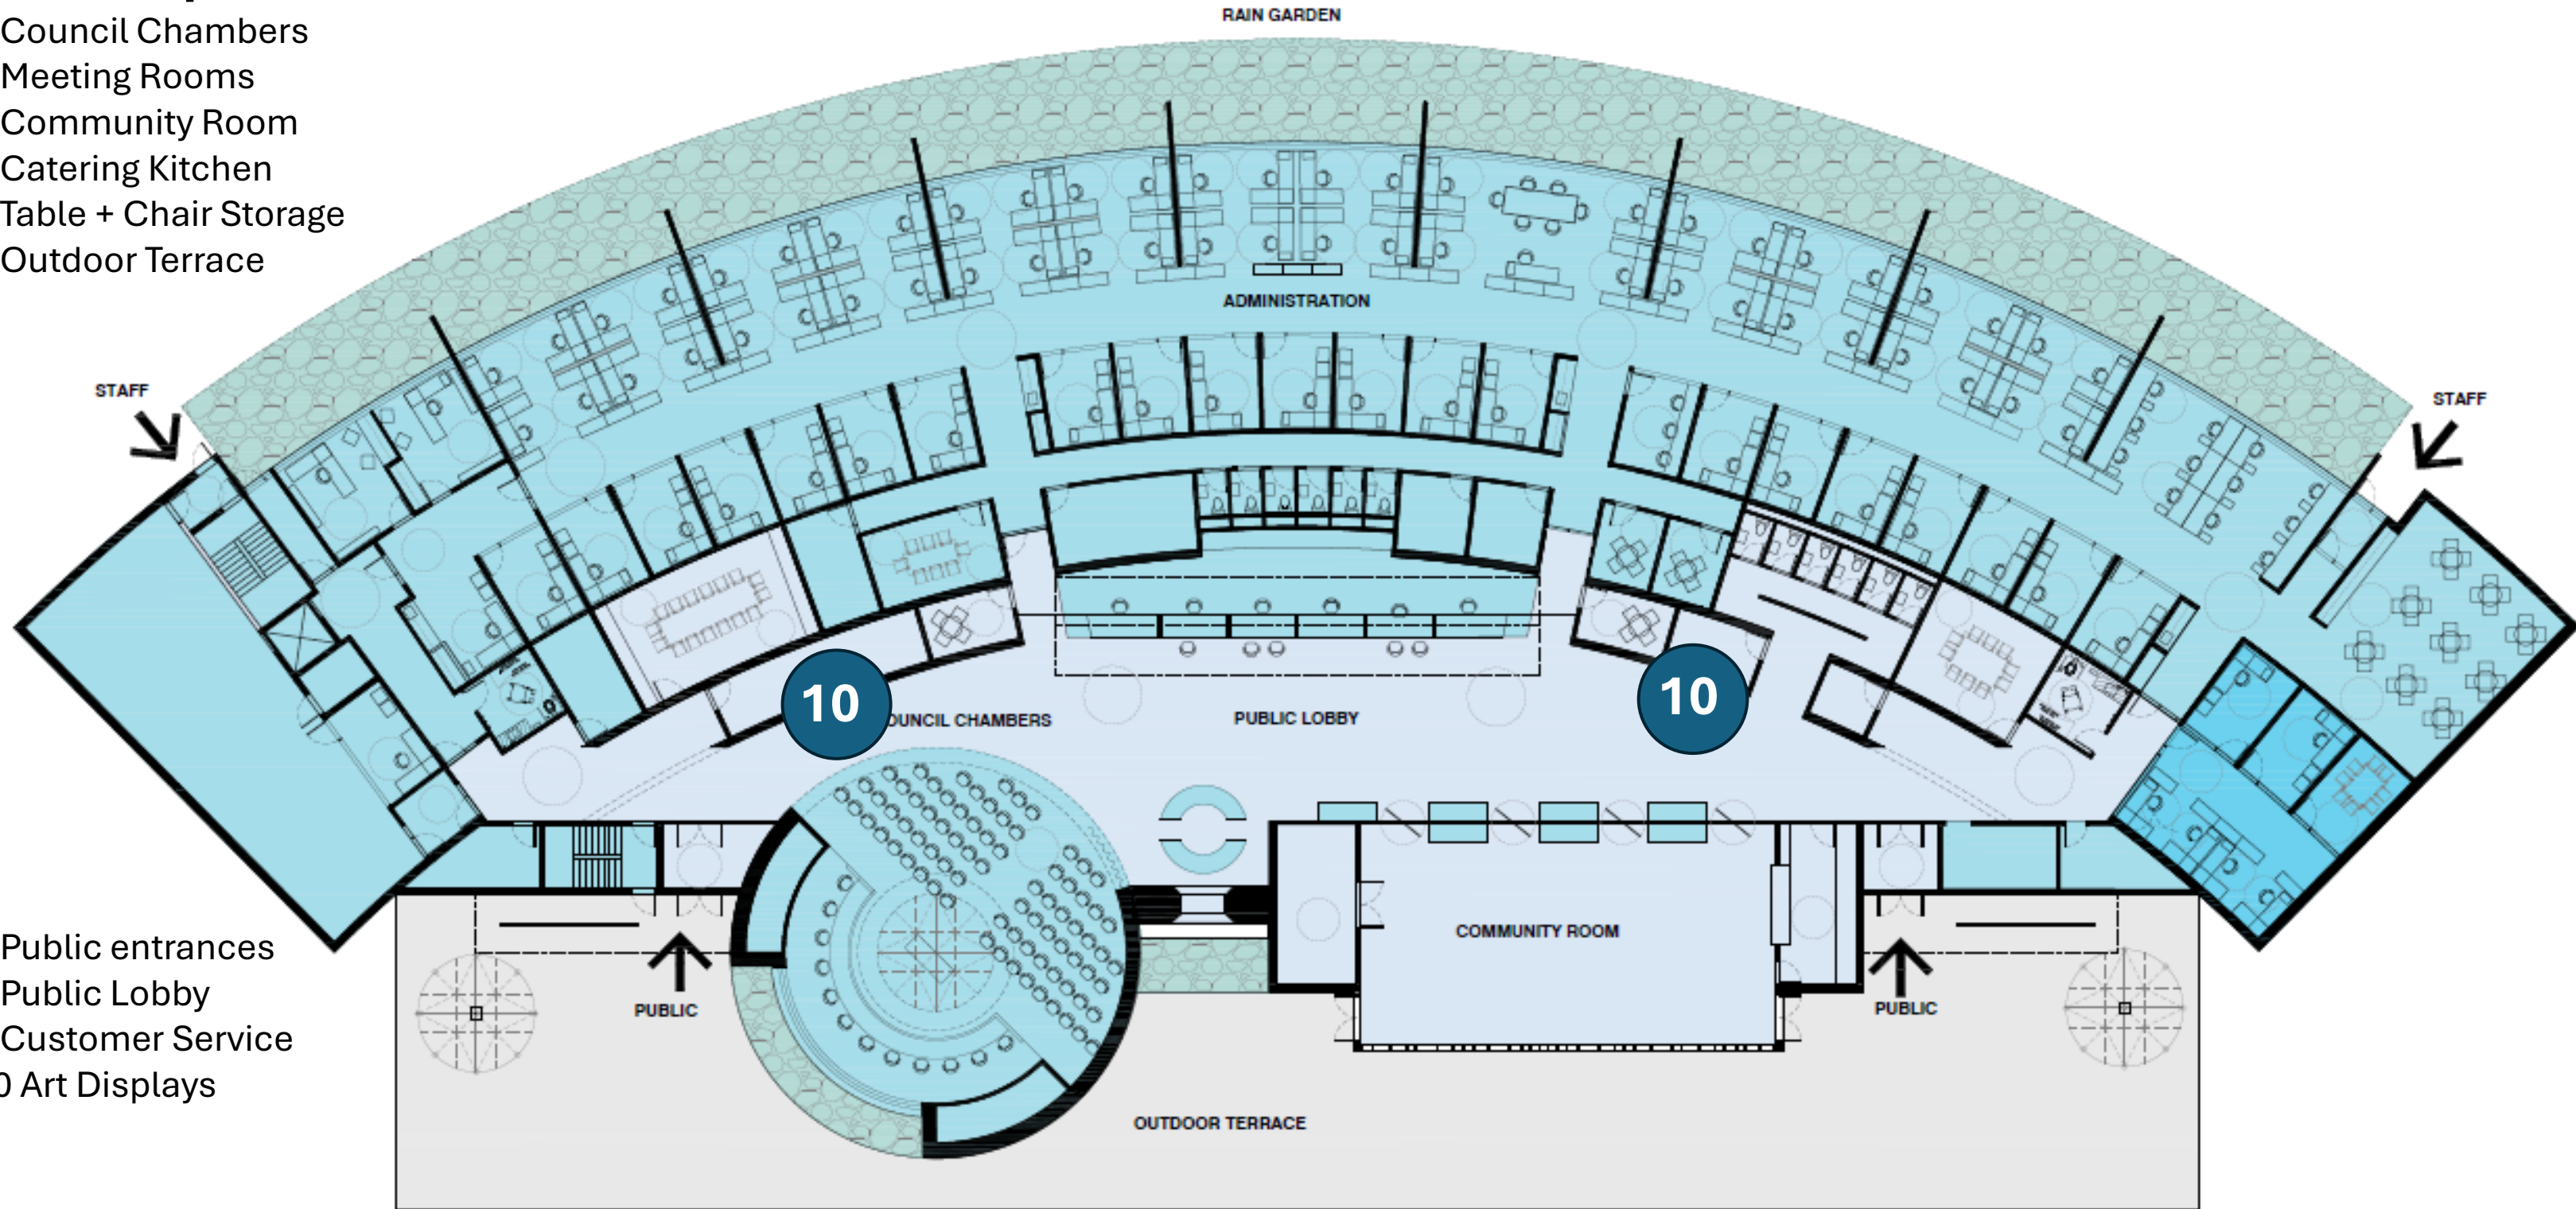 Council Chambers
Meeting Rooms
Community Room
Catering Kitchen
Table + Chair Storage
Outdoor Terrace
RAIN GARDEN
ADMINISTRATION
STAFF
STAFF
10
OUNCIL CHAMBERS
PUBLIC LOBBY
10
COMMUNITY ROOM
PUBLIC
PUBLIC
OUTDOOR TERRACE
Public entrances
Public Lobby
Customer Service
0 Art Displays